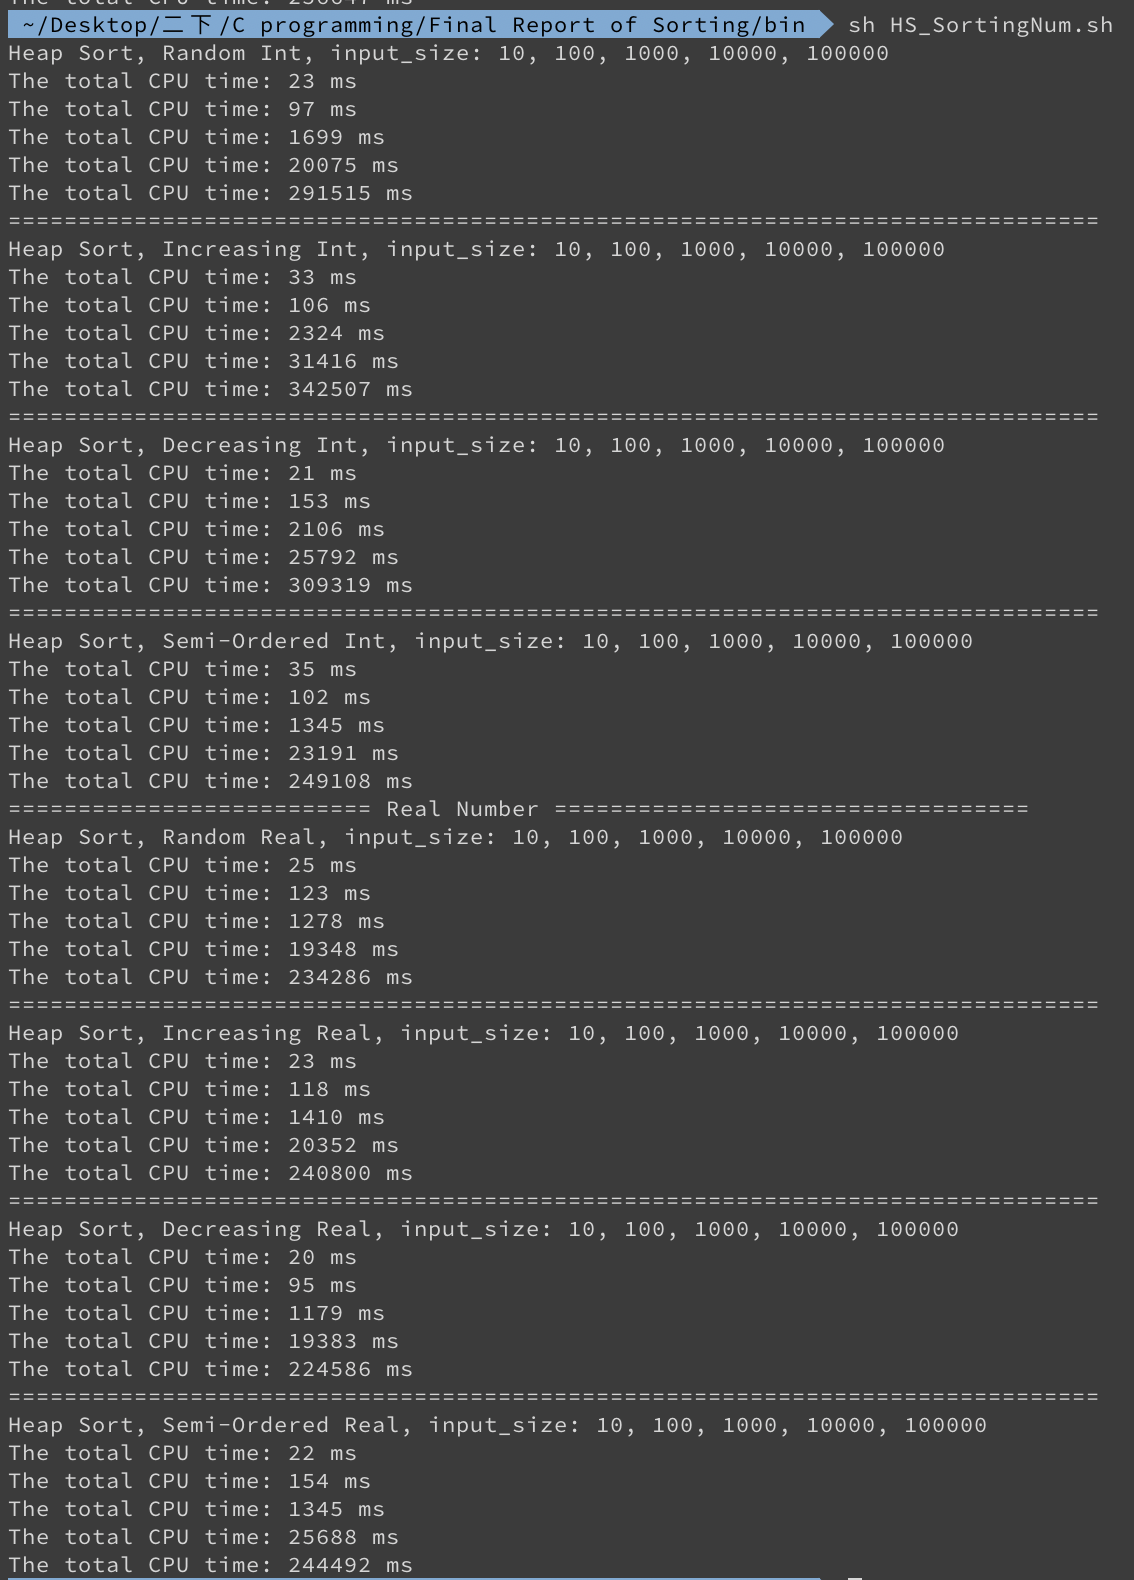 The total CPU time: 230047 ms
~/Desktop/二下/C programming/Final Report of Sorting/bin sh HS_SortingNum.sh
Heap Sort, Random Int, input_size: 10, 100, 1000, 10000, 100000
The total CPU time: 23 ms
The total CPU time: 97 ms
The total CPU time: 1699 ms
The total CPU time: 20075 ms
The total CPU time: 291515 ms
==============================================================================
Heap Sort, Increasing Int, input_size: 10, 100, 1000, 10000, 100000
The total CPU time: 33 ms
The total CPU time: 106 ms
The total CPU time: 2324 ms
The total CPU time: 31416 ms
The total CPU time: 342507 ms
==============================================================================
Heap Sort, Decreasing Int, input_size: 10, 100, 1000, 10000, 100000
The total CPU time: 21 ms
The total CPU time: 153 ms
The total CPU time: 2106 ms
The total CPU time: 25792 ms
The total CPU time: 309319 ms
==============================================================================
Heap Sort, Semi-Ordered Int, input_size: 10, 100, 1000, 10000, 100000
The total CPU time: 35 ms
The total CPU time: 102 ms
The total CPU time: 1345 ms
The total CPU time: 23191 ms
The total CPU time: 249108 ms
========================== Real Number ==================================
Heap Sort, Random Real, input_size: 10, 100, 1000, 10000, 100000
The total CPU time: 25 ms
The total CPU time: 123 ms
The total CPU time: 1278 ms
The total CPU time: 19348 ms
The total CPU time: 234286 ms
==============================================================================
Heap Sort, Increasing Real, input_size: 10, 100, 1000, 10000, 100000
The total CPU time: 23 ms
The total CPU time: 118 ms
The total CPU time: 1410 ms
The total CPU time: 20352 ms
The total CPU time: 240800 ms
==============================================================================
Heap Sort, Decreasing Real, input_size: 10, 100, 1000, 10000, 100000
The total CPU time: 20 ms
The total CPU time: 95 ms
The total CPU time: 1179 ms
The total CPU time: 19383 ms
The total CPU time: 224586 ms
==============================================================================
Heap Sort, Semi-Ordered Real, input_size: 10, 100, 1000, 10000, 100000
The total CPU time: 22 ms
The total CPU time: 154 ms
The total CPU time: 1345 ms
The total CPU time: 25688 ms
The total CPU time: 244492 ms